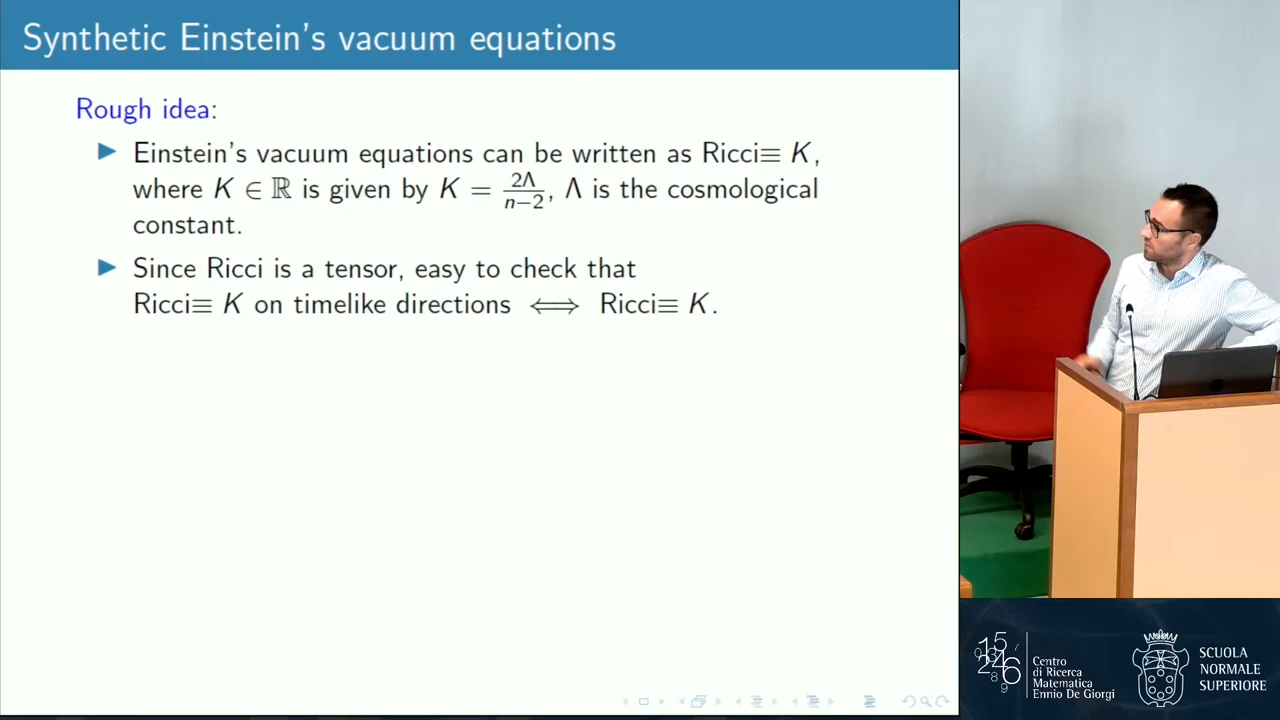 Synthetic Einstein's vacuum equations
Rough idea:
Einstein's vacuum equations can be written as Ricci≡ K,
where K ∈ ℝ is given by K = 2Λ/(n−2), Λ is the cosmological
constant.
Since Ricci is a tensor, easy to check that
Ricci≡ K on timelike directions ⟺ Ricci≡ K.
Centro
di Ricerca
Matematica
Ennio De Giorgi
SCUOLA
NORMALE
SUPERIORE